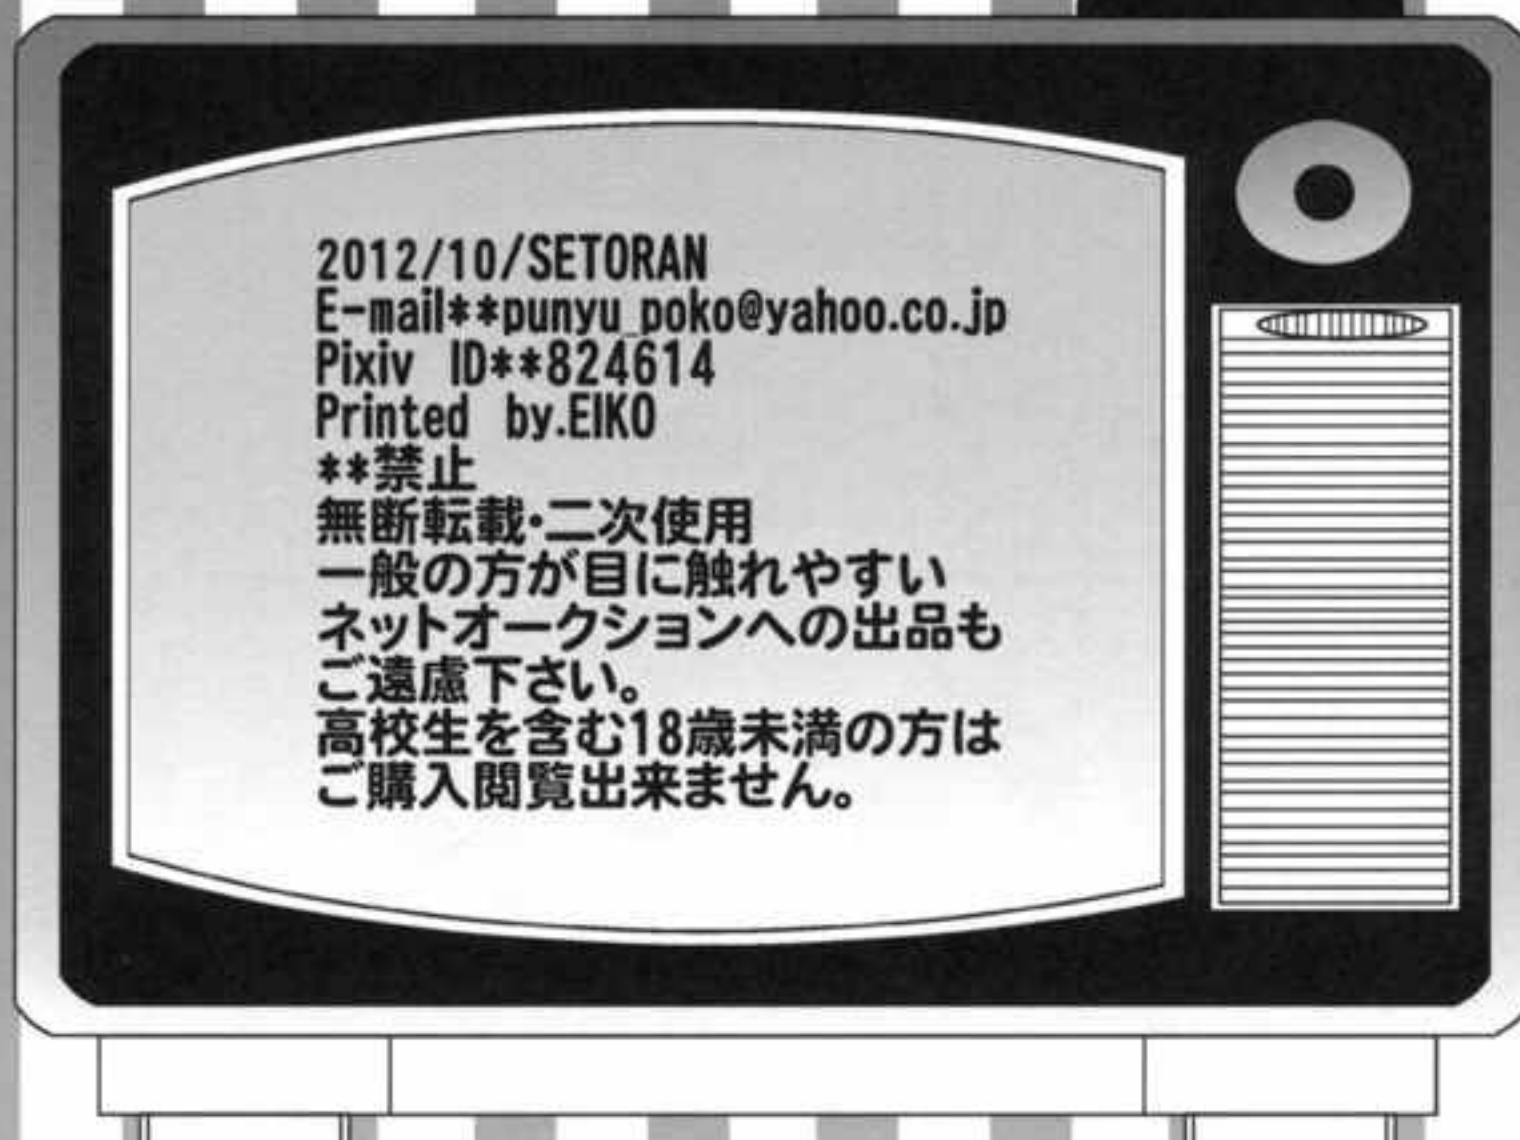 2012/10/SETORAN
E-mail**punyu_poko@yahoo.co.jp
Pixiv ID**824614
Printed by.EIKO
**禁止
無断転載・二次使用
一般の方が目に触れやすい
ネットオークションへの出品も
ご遠慮下さい。
高校生を含む18歳未満の方は
ご購入閲覧出来ません。